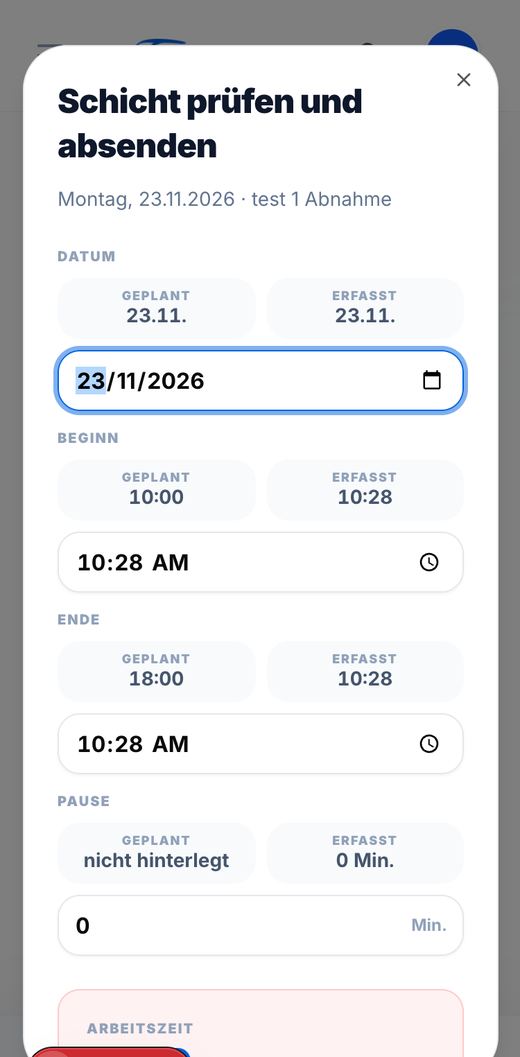 Schicht prüfen und
absenden
Montag, 23.11.2026 · test 1 Abnahme
DATUM
GEPLANT
23.11.
ERFASST
23.11.
23/11/2026
BEGINN
GEPLANT
10:00
ERFASST
10:28
10:28 AM
ENDE
GEPLANT
18:00
ERFASST
10:28
10:28 AM
PAUSE
GEPLANT
nicht hinterlegt
ERFASST
0 Min.
0 Min.
ARBEITSZEIT